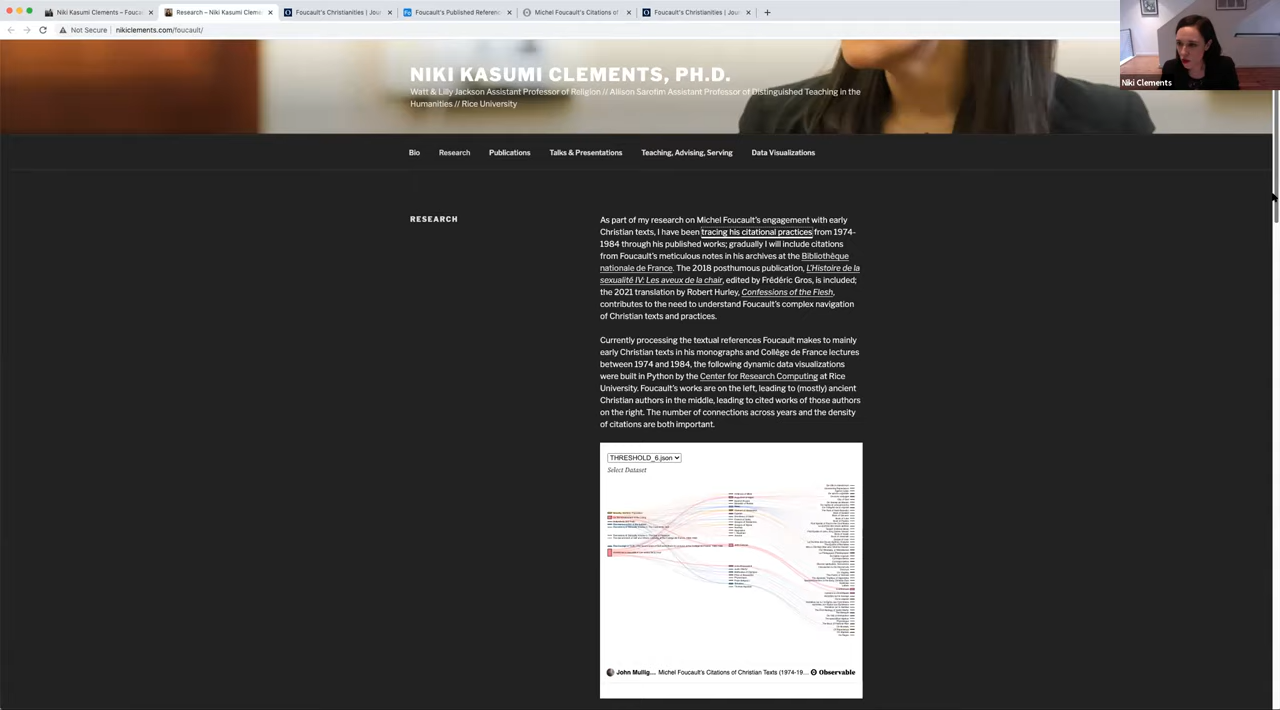 Niki Kasumi Clements – Foucau
Research – Niki Kasumi Cleme
Foucault's Christianities | Jour
Foucault's Published Referenc
Michel Foucault's Citations of
Foucault's Christianities | Jour
Not Secure | nikiclements.com/foucault/
Niki Clements
NIKI KASUMI CLEMENTS, PH.D.
Watt & Lilly Jackson Assistant Professor of Religion // Allison Sarofim Assistant Professor of Distinguished Teaching in the
Humanities // Rice University
Bio Research Publications Talks & Presentations Teaching, Advising, Serving Data Visualizations
RESEARCH
As part of my research on Michel Foucault's engagement with early
Christian texts, I have been tracing his citational practices from 1974-
1984 through his published works; gradually I will include citations
from Foucault's meticulous notes in his archives at the Bibliothèque
nationale de France. The 2018 posthumous publication, L'Histoire de la
sexualité IV: Les aveux de la chair, edited by Frédéric Gros, is included;
the 2021 translation by Robert Hurley, Confessions of the Flesh,
contributes to the need to understand Foucault's complex navigation
of Christian texts and practices.
Currently processing the textual references Foucault makes to mainly
early Christian texts in his monographs and Collège de France lectures
between 1974 and 1984, the following dynamic data visualizations
were built in Python by the Center for Research Computing at Rice
University. Foucault's works are on the left, leading to (mostly) ancient
Christian authors in the middle, leading to cited works of those authors
on the right. The number of connections across years and the density
of citations are both important.
THRESHOLD_6.json
Select Dataset
John Mullig... Michel Foucault's Citations of Christian Texts (1974-19... Observable